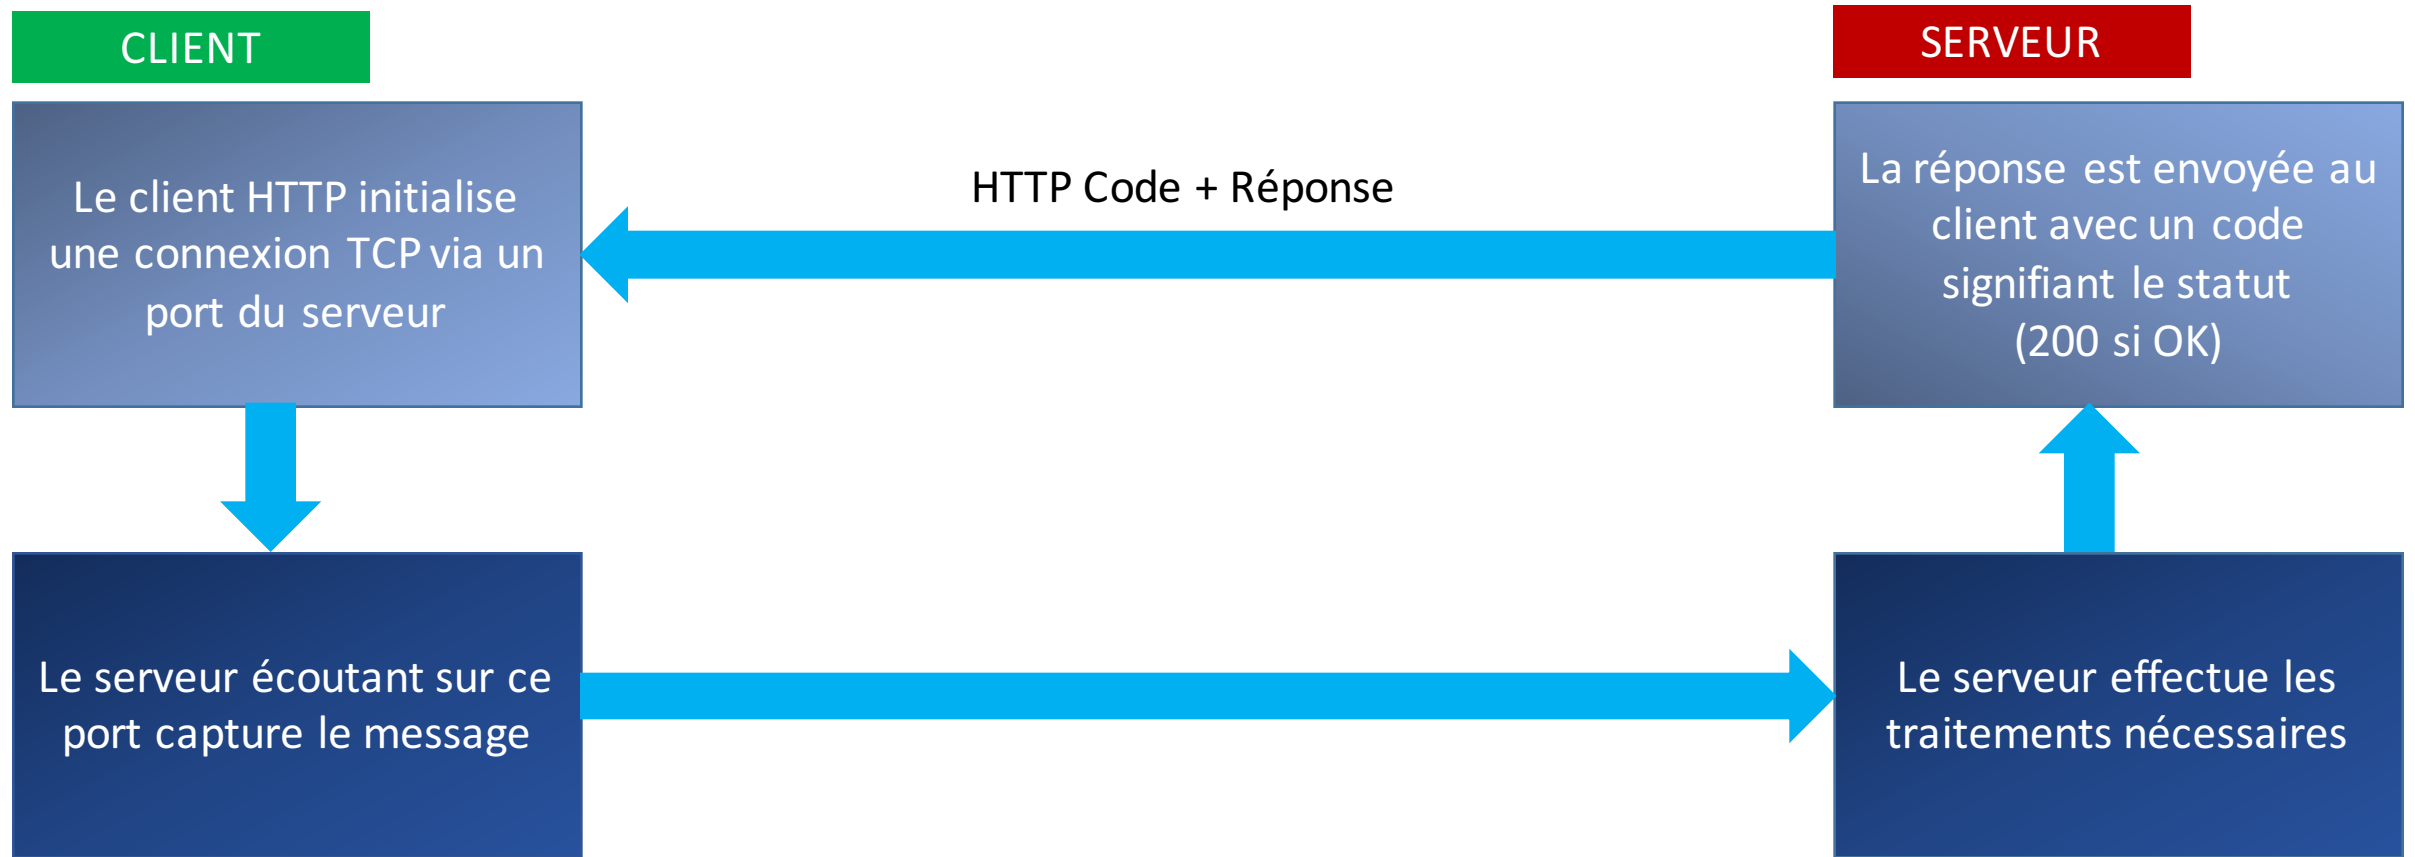 CLIENT
SERVEUR
Le client HTTP initialise
une connexion TCP via un
port du serveur
HTTP Code + Réponse
La réponse est envoyée au
client avec un code
signifiant le statut
(200 si OK)
Le serveur écoutant sur ce
port capture le message
Le serveur effectue les
traitements nécessaires